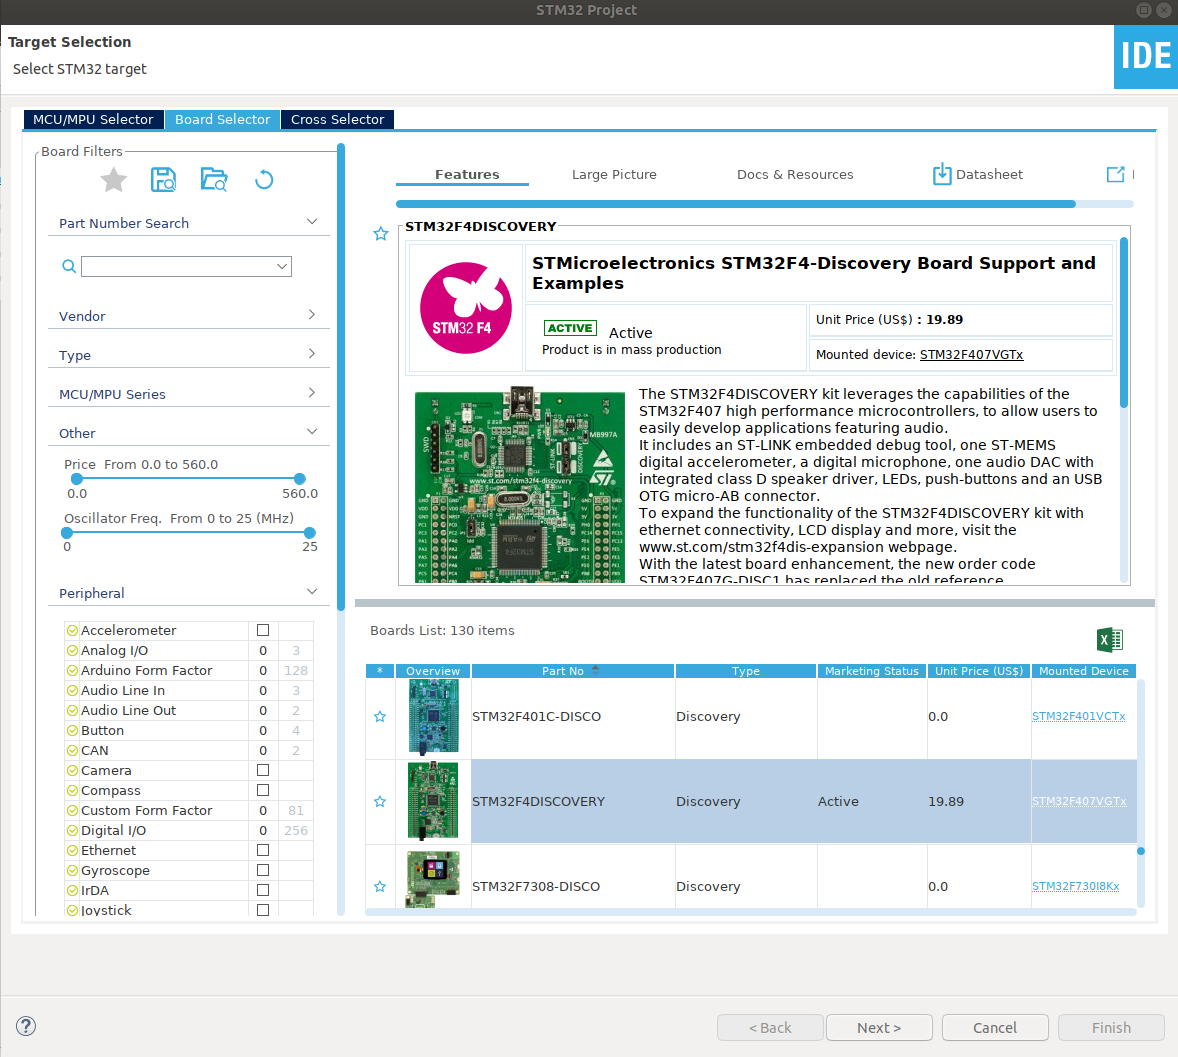 STM32 Project
Target Selection
Select STM32 target
IDE
MCU/MPU Selector
Board Selector
Cross Selector
Board Filters
Part Number Search
Vendor
Type
MCU/MPU Series
Other
Price From 0.0 to 560.0
0.0 560.0
Oscillator Freq. From 0 to 25 (MHz)
0 25
Peripheral
Accelerometer
Analog I/O 0 3
Arduino Form Factor 0 128
Audio Line In 0 3
Audio Line Out 0 2
Button 0 4
CAN 0 2
Camera
Compass
Custom Form Factor 0 81
Digital I/O 0 256
Ethernet
Gyroscope
IrDA
Joystick
Features
Large Picture
Docs & Resources
Datasheet
STM32F4DISCOVERY
STM32 F4
STMicroelectronics STM32F4-Discovery Board Support and
Examples
ACTIVE Active
Product is in mass production
Unit Price (US$) : 19.89
Mounted device: STM32F407VGTx
SWD
MB997A
ST-LINK
DISCOVERY
www.st.com/stm32f4-discovery
The STM32F4DISCOVERY kit leverages the capabilities of the
STM32F407 high performance microcontrollers, to allow users to
easily develop applications featuring audio.
It includes an ST-LINK embedded debug tool, one ST-MEMS
digital accelerometer, a digital microphone, one audio DAC with
integrated class D speaker driver, LEDs, push-buttons and an USB
OTG micro-AB connector.
To expand the functionality of the STM32F4DISCOVERY kit with
ethernet connectivity, LCD display and more, visit the
www.st.com/stm32f4dis-expansion webpage.
With the latest board enhancement, the new order code
STM32F407G-DISC1 has replaced the old reference
Boards List: 130 items
* Overview Part No Type Marketing Status Unit Price (US$) Mounted Device
STM32F401C-DISCO Discovery 0.0 STM32F401VCTx
STM32F4DISCOVERY Discovery Active 19.89 STM32F407VGTx
STM32F7308-DISCO Discovery 0.0 STM32F730I8Kx
?
< Back
Next >
Cancel
Finish